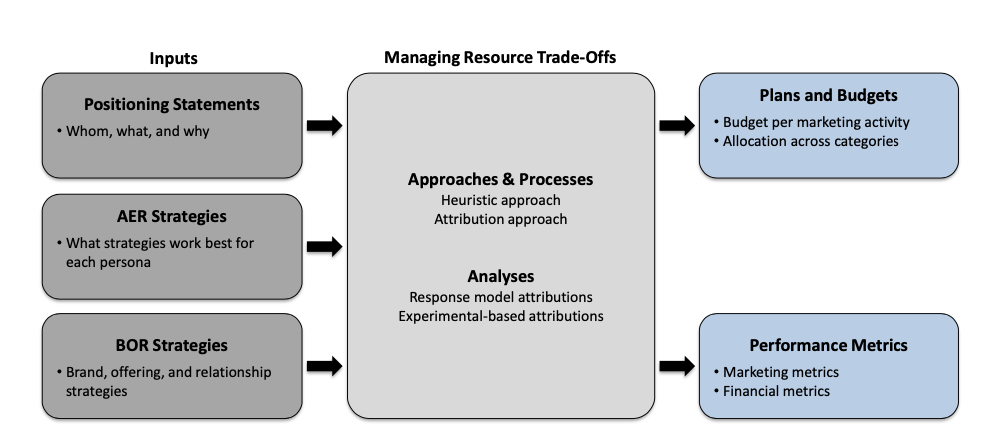 Inputs
Positioning Statements
• Whom, what, and why
AER Strategies
• What strategies work best for
each persona
BOR Strategies
• Brand, offering, and relationship
strategies
Managing Resource Trade-Offs
Approaches & Processes
Heuristic approach
Attribution approach
Analyses
Response model attributions
Experimental-based attributions
Plans and Budgets
• Budget per marketing activity
• Allocation across categories
Performance Metrics
• Marketing metrics
• Financial metrics